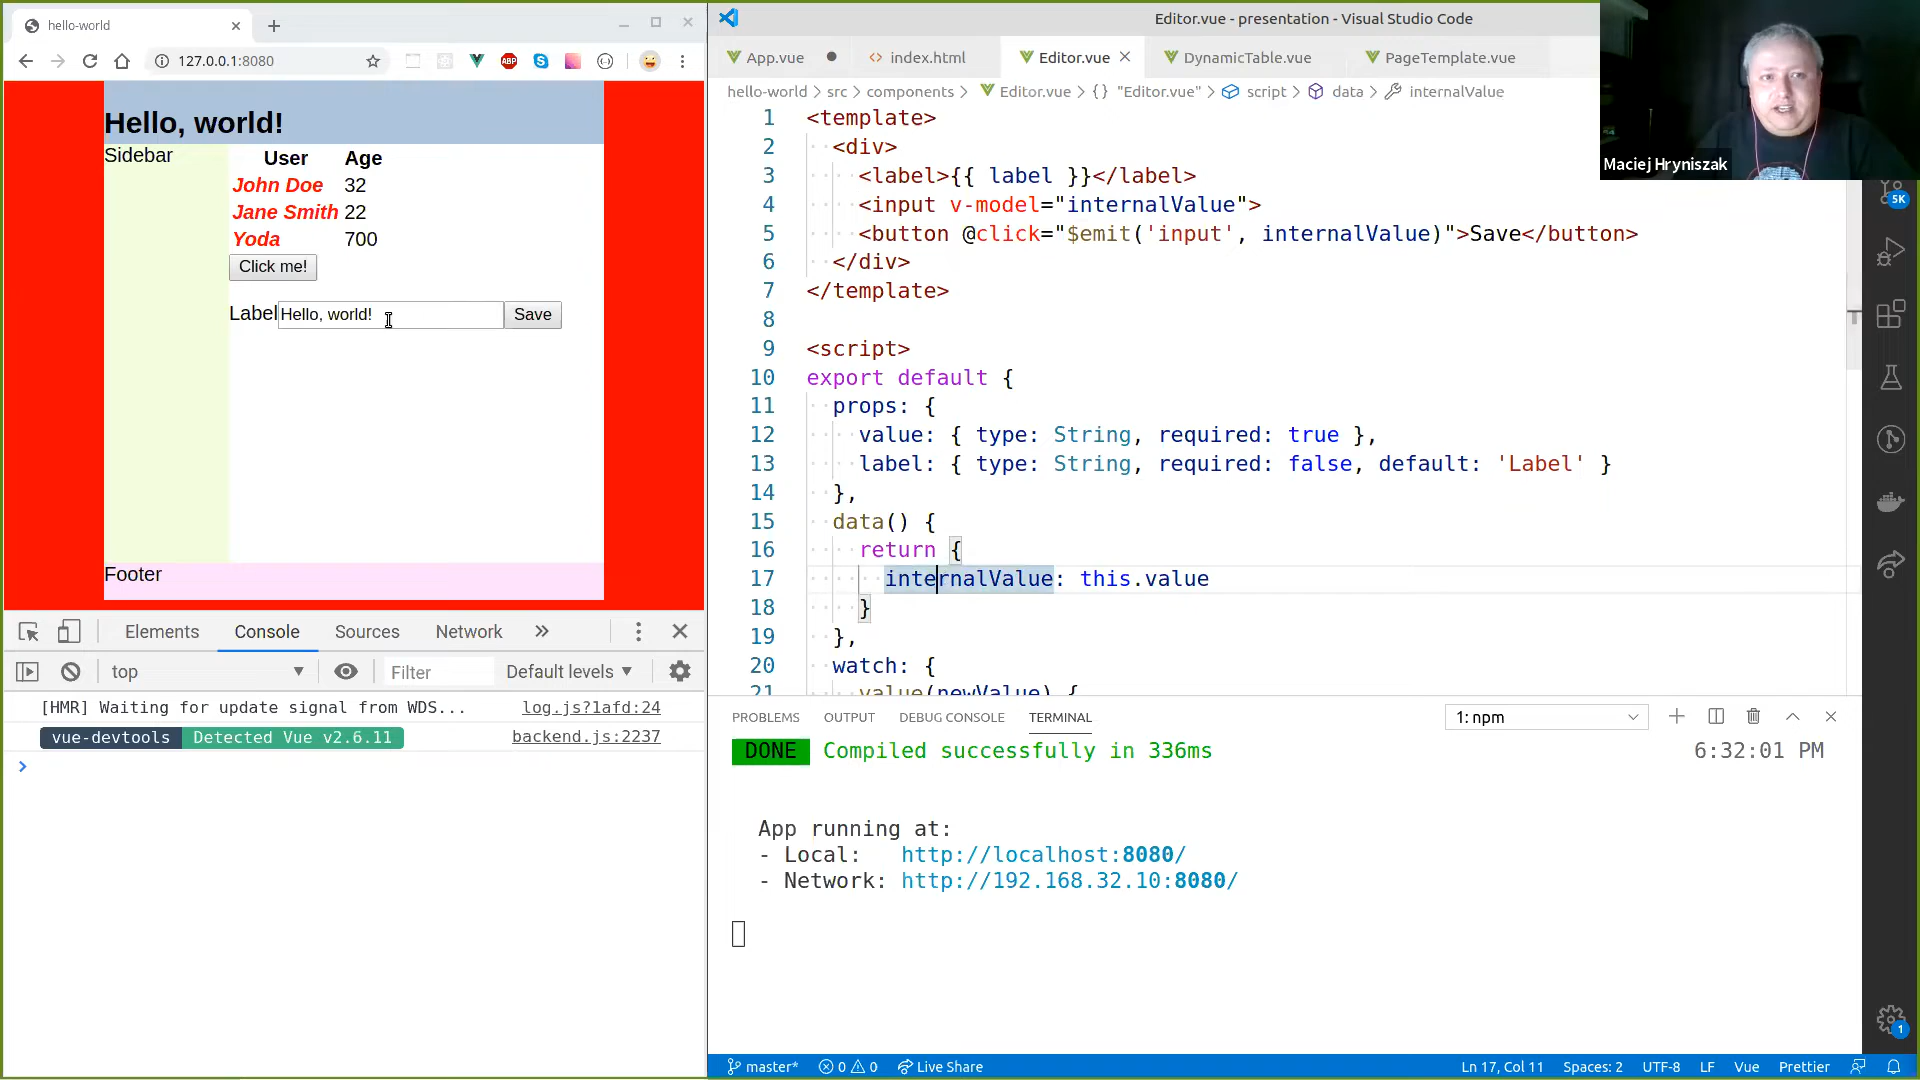 hello-world
127.0.0.1:8080
Hello, world!
Sidebar
User Age
John Doe 32
Jane Smith 22
Yoda 700
Click me!
Label Hello, world! Save
Footer
Elements Console Sources Network
top Filter Default levels
[HMR] Waiting for update signal from WDS... log.js?1afd:24
vue-devtools Detected Vue v2.6.11 backend.js:2237
Editor.vue - presentation - Visual Studio Code
App.vue index.html Editor.vue DynamicTable.vue PageTemplate.vue
hello-world > src > components > Editor.vue > {} "Editor.vue" > script > data > internalValue
1 <template>
2 <div>
3 <label>{{ label }}</label>
4 <input v-model="internalValue">
5 <button @click="$emit('input', internalValue)">Save</button>
6 </div>
7 </template>
8
9 <script>
10 export default {
11 props: {
12 value: { type: String, required: true },
13 label: { type: String, required: false, default: 'Label' }
14 },
15 data() {
16 return {
17 internalValue: this.value
18 }
19 },
20 watch: {
21 value(newValue) {
Maciej Hryniszak
ABP
5K
PROBLEMS OUTPUT DEBUG CONSOLE TERMINAL 1: npm
DONE Compiled successfully in 336ms 6:32:01 PM
App running at:
- Local: http://localhost:8080/
- Network: http://192.168.32.10:8080/
1
master* 0 0 Live Share Ln 17, Col 11 Spaces: 2 UTF-8 LF Vue Prettier